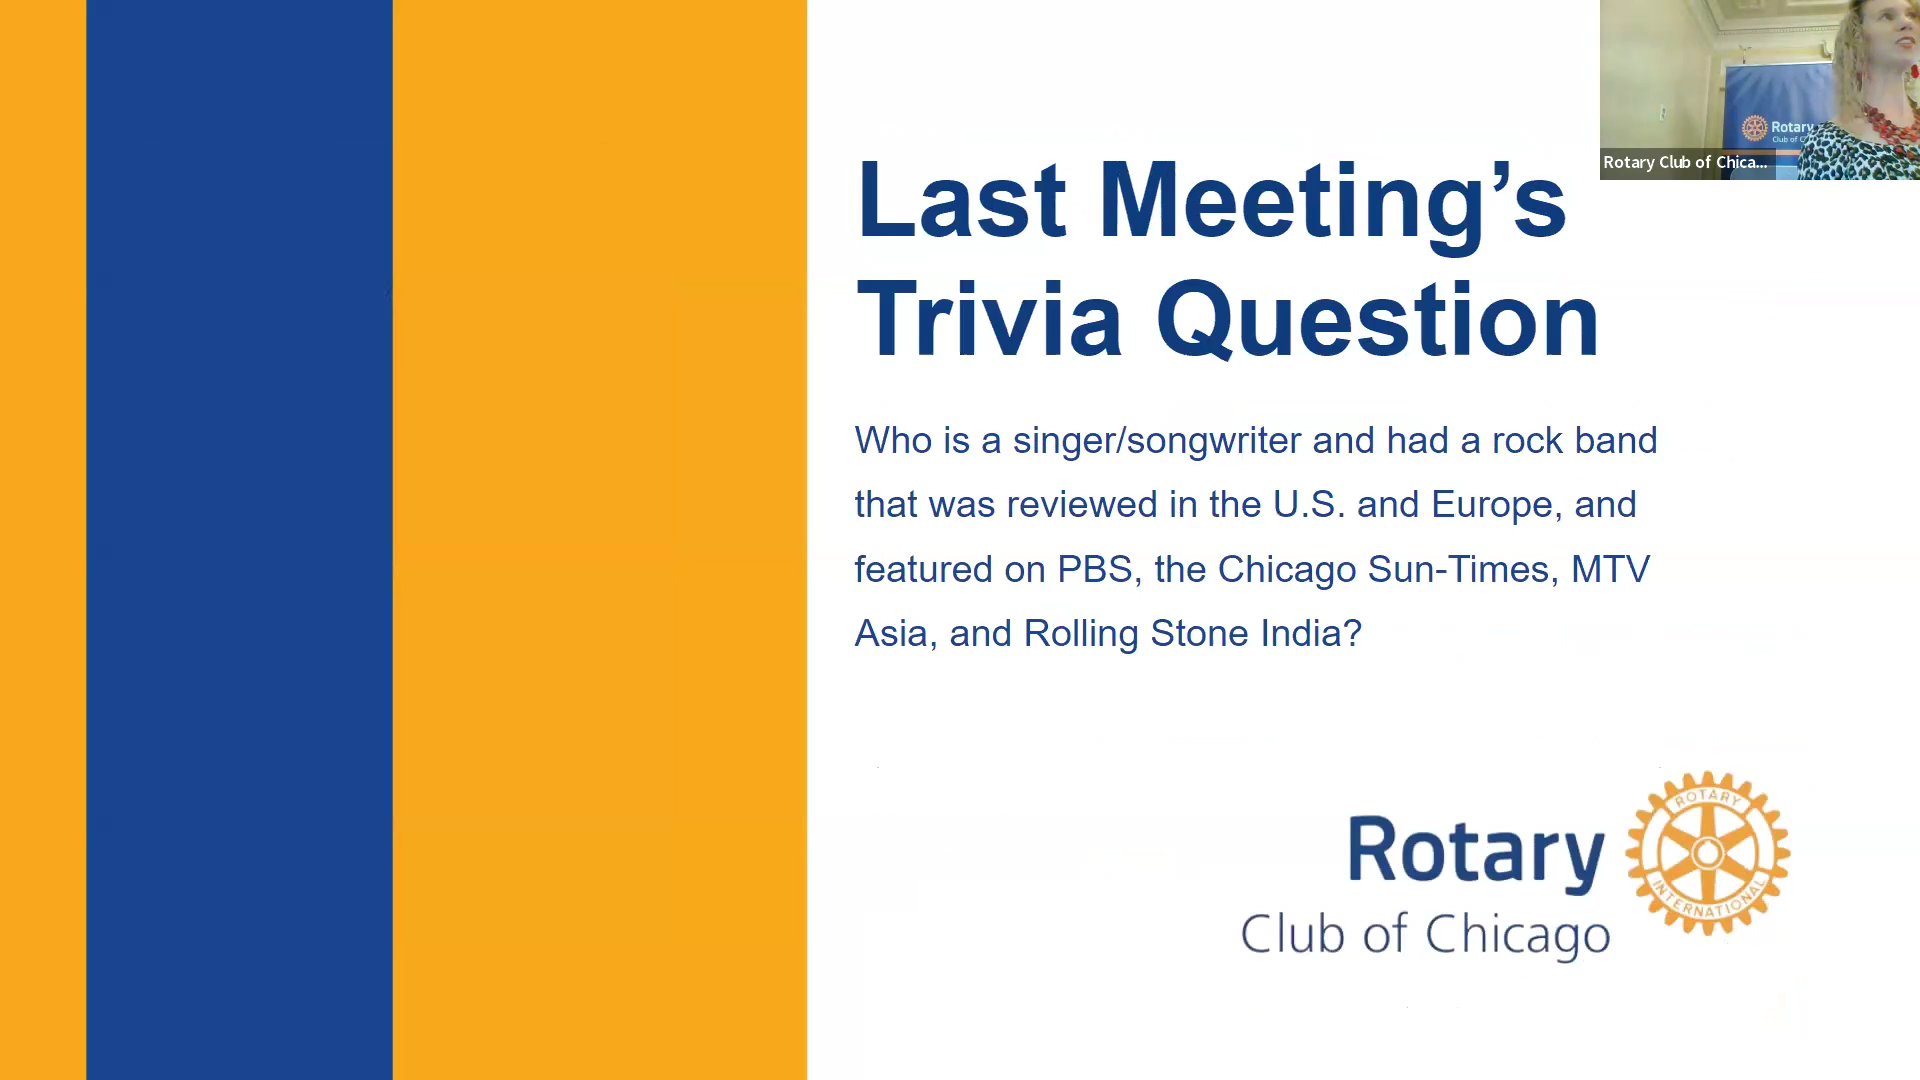 Last Meeting’s
Trivia Question
Who is a singer/songwriter and had a rock band
that was reviewed in the U.S. and Europe, and
featured on PBS, the Chicago Sun-Times, MTV
Asia, and Rolling Stone India?
Rotary
Club of Chicago
ROTARY
INTERNATIONAL
Rotary
Club of C
Rotary Club of Chica...